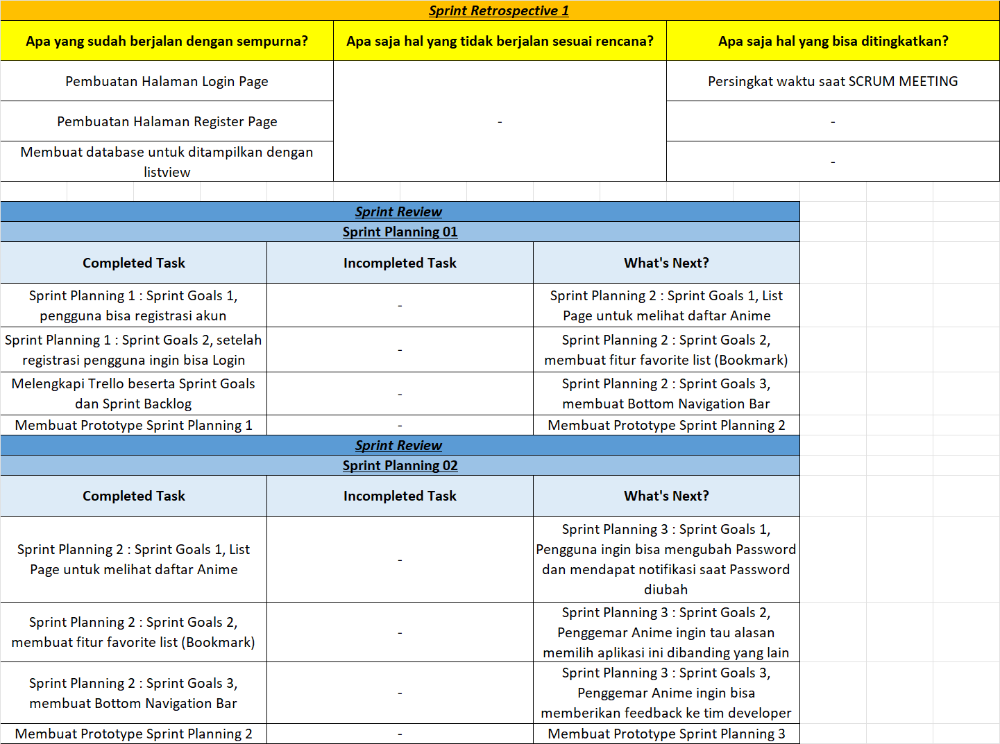 Sprint Retrospective 1
Apa yang sudah berjalan dengan sempurna?
Apa saja hal yang tidak berjalan sesuai rencana?
Apa saja hal yang bisa ditingkatkan?
Pembuatan Halaman Login Page
-
Persingkat waktu saat SCRUM MEETING
Pembuatan Halaman Register Page
-
Membuat database untuk ditampilkan dengan
listview
-
Sprint Review
Sprint Planning 01
Completed Task
Incompleted Task
What's Next?
Sprint Planning 1 : Sprint Goals 1,
pengguna bisa registrasi akun
-
Sprint Planning 2 : Sprint Goals 1, List
Page untuk melihat daftar Anime
Sprint Planning 1 : Sprint Goals 2, setelah
registrasi pengguna ingin bisa Login
-
Sprint Planning 2 : Sprint Goals 2,
membuat fitur favorite list (Bookmark)
Melengkapi Trello beserta Sprint Goals
dan Sprint Backlog
-
Sprint Planning 2 : Sprint Goals 3,
membuat Bottom Navigation Bar
Membuat Prototype Sprint Planning 1
-
Membuat Prototype Sprint Planning 2
Sprint Review
Sprint Planning 02
Completed Task
Incompleted Task
What's Next?
Sprint Planning 2 : Sprint Goals 1, List
Page untuk melihat daftar Anime
-
Sprint Planning 3 : Sprint Goals 1,
Pengguna ingin bisa mengubah Password
dan mendapat notifikasi saat Password
diubah
Sprint Planning 2 : Sprint Goals 2,
membuat fitur favorite list (Bookmark)
-
Sprint Planning 3 : Sprint Goals 2,
Penggemar Anime ingin tau alasan
memilih aplikasi ini dibanding yang lain
Sprint Planning 2 : Sprint Goals 3,
membuat Bottom Navigation Bar
-
Sprint Planning 3 : Sprint Goals 3,
Penggemar Anime ingin bisa
memberikan feedback ke tim developer
Membuat Prototype Sprint Planning 2
-
Membuat Prototype Sprint Planning 3